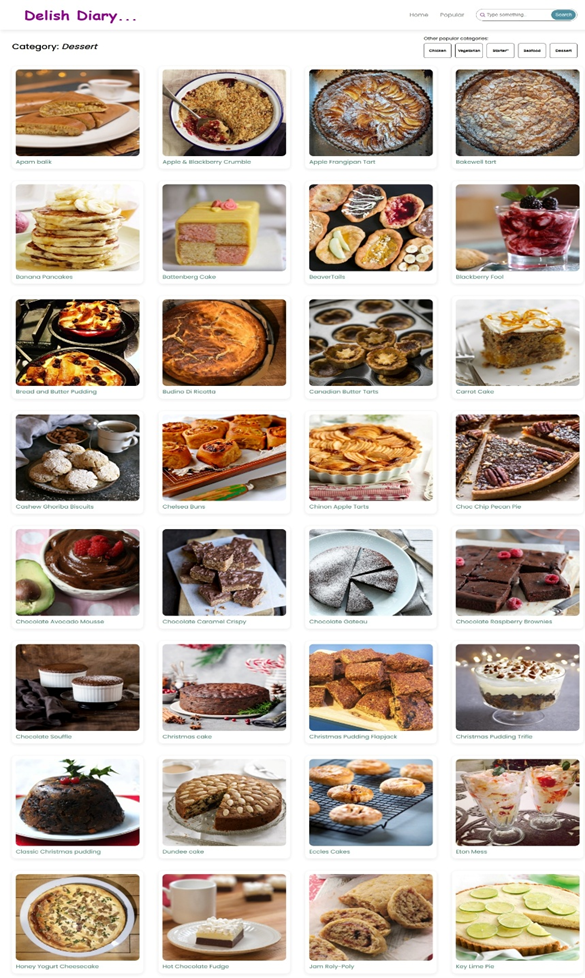 Delish Diary...
Home Popular Type Something... Search
Other popular categories:
Category: Dessert
Chicken Vegetarian Starter" Seafood Dessert
Apam balik Apple & Blackberry Crumble Apple Frangipan Tart Bakewell tart
Banana Pancakes Battenberg Cake BeaverTails Blackberry Fool
Bread and Butter Pudding Budino Di Ricotta Canadian Butter Tarts Carrot Cake
Cashew Ghoriba Biscuits Chelsea Buns Chinon Apple Tarts Choc Chip Pecan Pie
Chocolate Avocado Mousse Chocolate Caramel Crispy Chocolate Gateau Chocolate Raspberry Brownies
Chocolate Souffle Christmas cake Christmas Pudding Flapjack Christmas Pudding Trifle
Classic Christmas pudding Dundee cake Eccles Cakes Eton Mess
Honey Yogurt Cheesecake Hot Chocolate Fudge Jam Roly-Poly Key Lime Pie